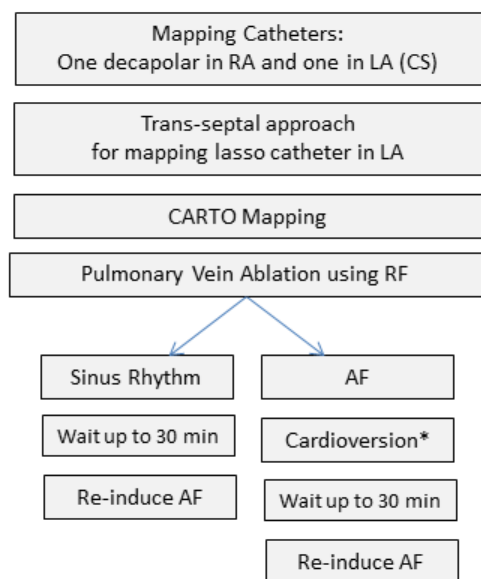 Mapping Catheters:
One decapolar in RA and one in LA (CS)
Trans-septal approach
for mapping lasso catheter in LA
CARTO Mapping
Pulmonary Vein Ablation using RF
Sinus Rhythm
Wait up to 30 min
Re-induce AF
AF
Cardioversion*
Wait up to 30 min
Re-induce AF